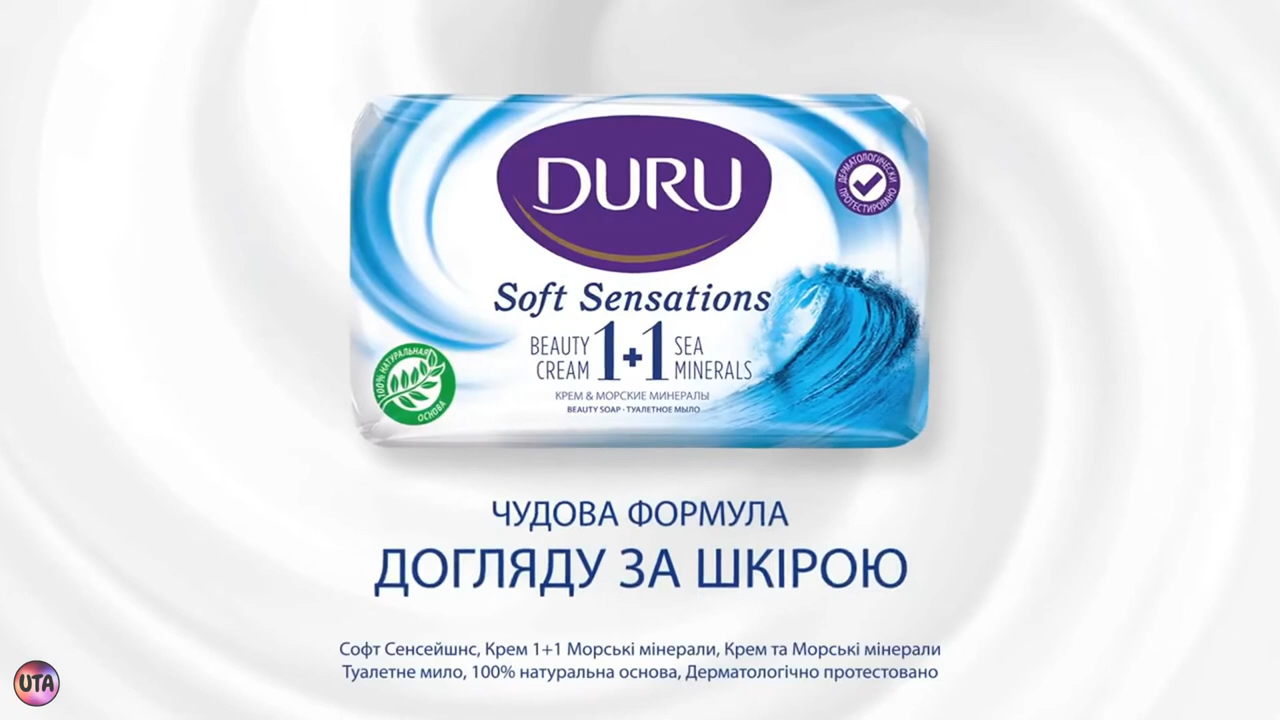 DURU
ДЕРМАТОЛОГИЧЕСКИ
ПРОТЕСТИРОВАНО
Soft Sensations
BEAUTY CREAM 1+1 SEA MINERALS
100% НАТУРАЛЬНАЯ
ОСНОВА
КРЕМ & МОРСКИЕ МИНЕРАЛЫ
BEAUTY SOAP · ТУАЛЕТНОЕ МЫЛО
ЧУДОВА ФОРМУЛА
ДОГЛЯДУ ЗА ШКІРОЮ
Софт Сенсейшнс, Крем 1+1 Морські мінерали, Крем та Морські мінерали
Туалетне мило, 100% натуральна основа, Дерматологічно протестовано
UTA